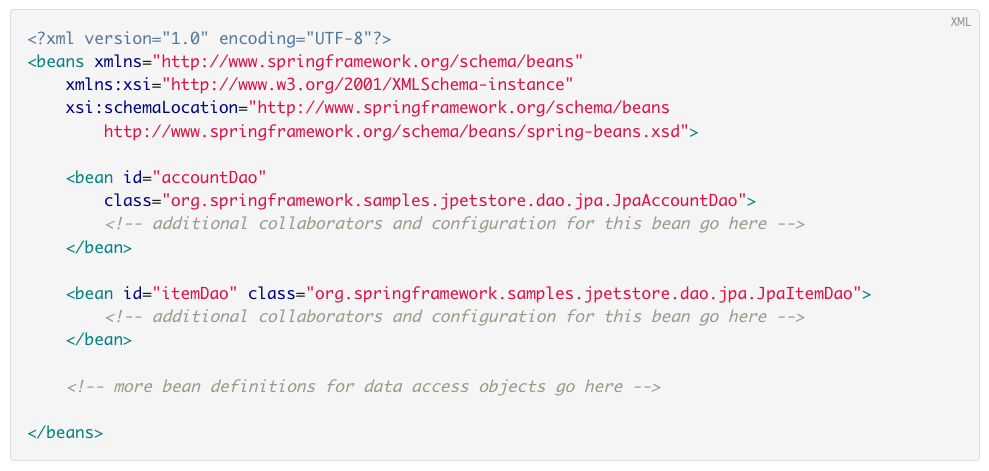 XML
<?xml version="1.0" encoding="UTF-8"?>
<beans xmlns="http://www.springframework.org/schema/beans"
    xmlns:xsi="http://www.w3.org/2001/XMLSchema-instance"
    xsi:schemaLocation="http://www.springframework.org/schema/beans
        http://www.springframework.org/schema/beans/spring-beans.xsd">

    <bean id="accountDao"
        class="org.springframework.samples.jpetstore.dao.jpa.JpaAccountDao">
        <!-- additional collaborators and configuration for this bean go here -->
    </bean>

    <bean id="itemDao" class="org.springframework.samples.jpetstore.dao.jpa.JpaItemDao">
        <!-- additional collaborators and configuration for this bean go here -->
    </bean>

    <!-- more bean definitions for data access objects go here -->

</beans>